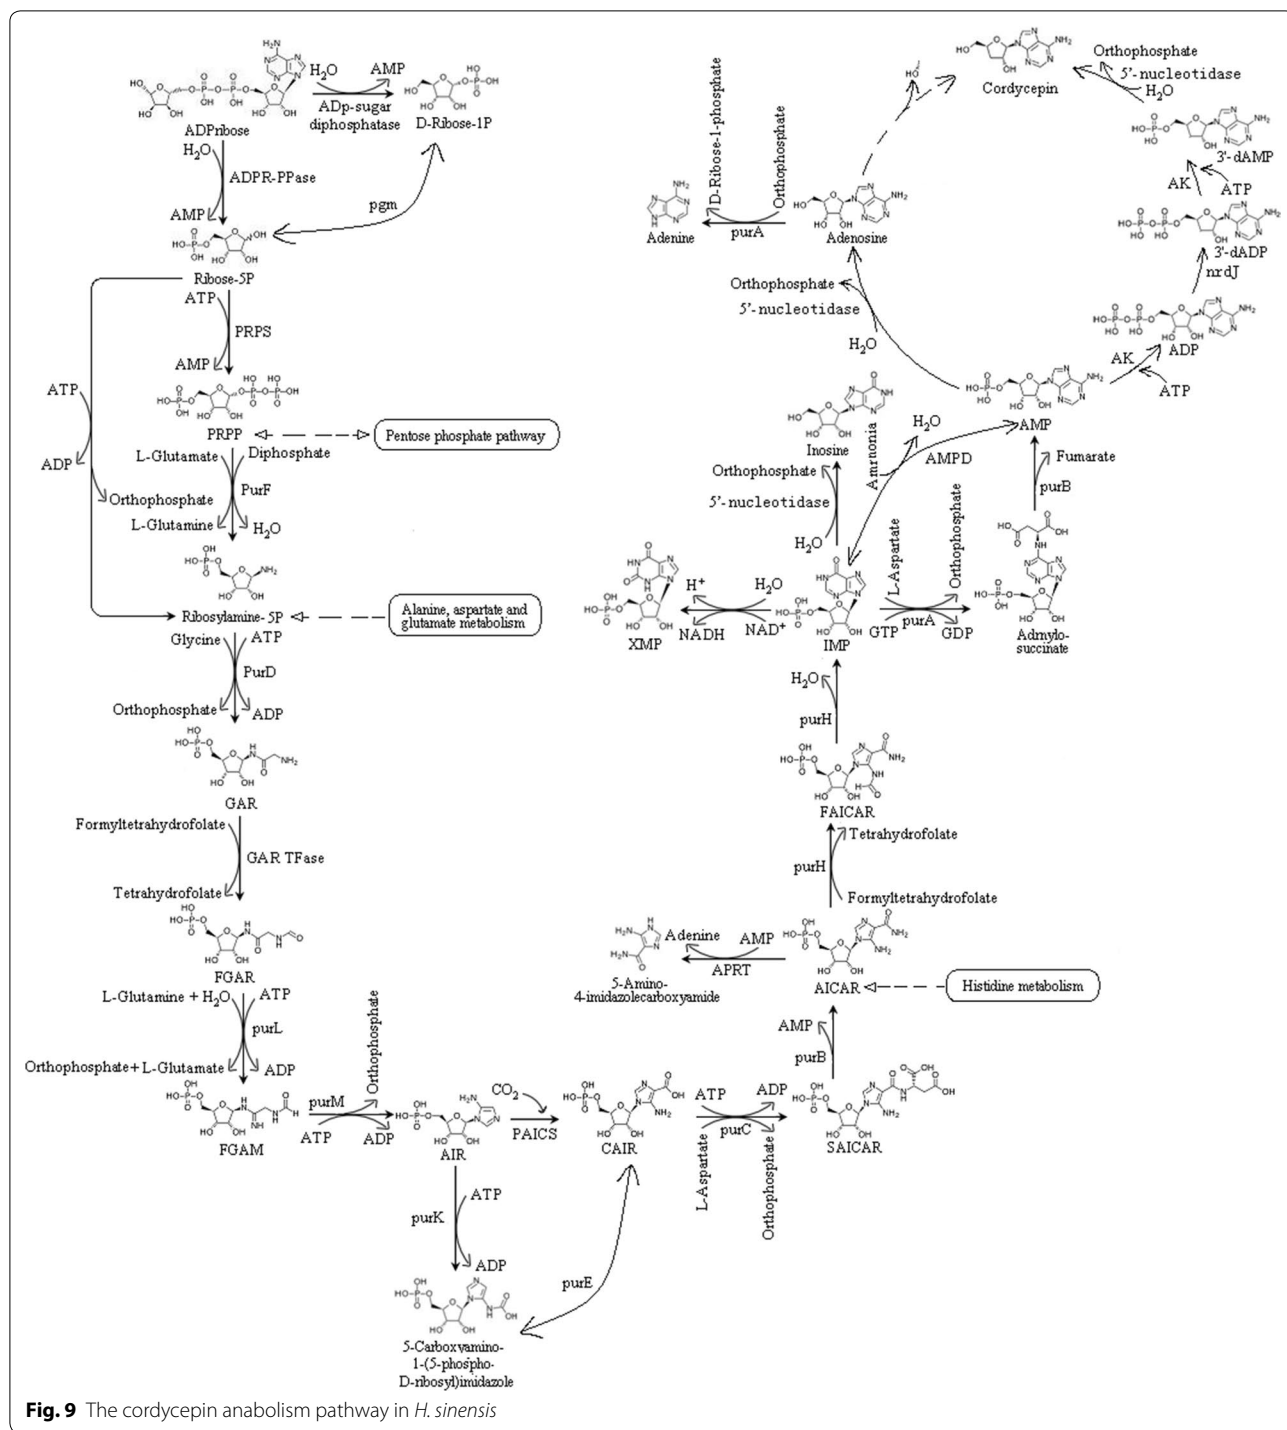 ADPribose
H₂O
AMP
ADp-sugar
diphosphatase
D-Ribose-1P
H₂O
ADPR-PPase
AMP
pgm
Ribose-5P
ATP
PRPS
AMP
ATP
ADP
Orthophosphate
PRPP
Pentose phosphate pathway
L-Glutamate
Diphosphate
PurF
L-Glutamine
H₂O
Ribosylamine-5P
Alanine, aspartate and
glutamate metabolism
Glycine
ATP
PurD
Orthophosphate
ADP
GAR
Formyltetrahydrofolate
GAR TFase
Tetrahydrofolate
FGAR
L-Glutamine + H₂O
ATP
purL
Orthophosphate + L-Glutamate
ADP
FGAM
purM
Orthophosphate
ATP
ADP
AIR
CO₂
PAICS
CAIR
purK
ATP
ADP
purE
5-Carboxyamino-
1-(5-phospho-
D-ribosyl)imidazole
ATP
ADP
purC
L-Aspartate
Orthophosphate
SAICAR
AMP
purB
AICAR
Histidine metabolism
Adenine
AMP
APRT
5-Amino-
4-imidazolecarboxyamide
purH
Tetrahydrofolate
Formyltetrahydrofolate
FAICAR
H₂O
purH
IMP
H⁺
H₂O
NADH
NAD⁺
XMP
Orthophosphate
5'-nucleotidase
H₂O
Inosine
Amrnonia
H₂O
AMPD
L-Aspartate
Orthophosphate
GTP
purA
GDP
Admylo-
succinate
Fumarate
purB
AMP
Orthophosphate
5'-nucleotidase
H₂O
Adenosine
D-Ribose-1-phosphate
Orthophosphate
purA
Adenine
AK
ATP
ADP
nrdJ
3'-dADP
AK
ATP
3'-dAMP
Orthophosphate
5'-nucleotidase
H₂O
Cordycepin
Fig. 9 The cordycepin anabolism pathway in H. sinensis